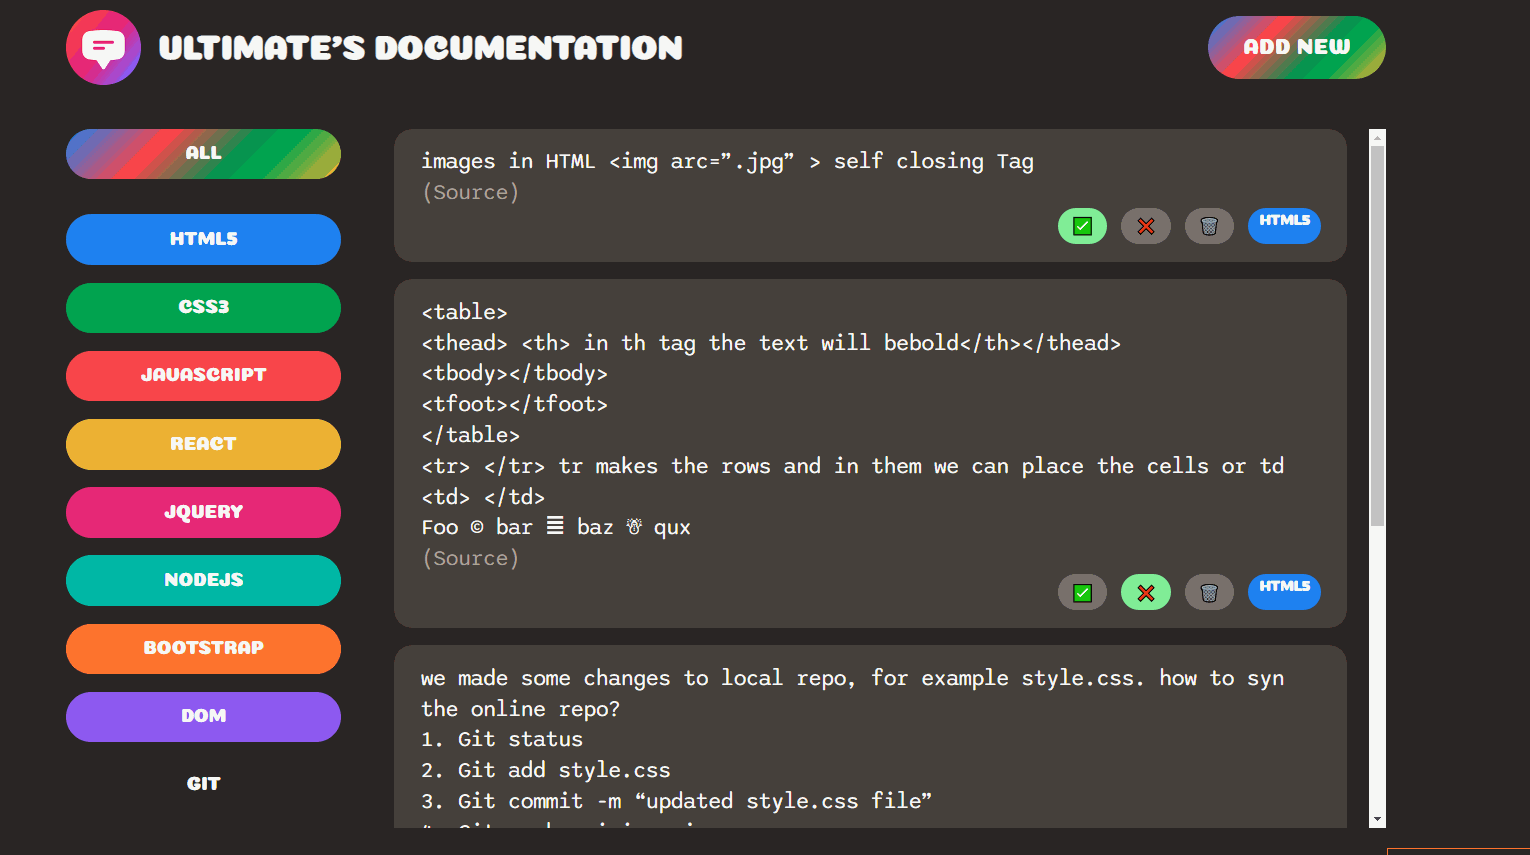 ULTIMATE’S DOCUMENTATION
ADD NEW
ALL
HTML5
CSS3
JAVASCRIPT
REACT
JQUERY
NODEJS
BOOTSTRAP
DOM
GIT
images in HTML <img arc=”.jpg” > self closing Tag
(Source)
HTML5
<table>
<thead> <th> in th tag the text will bebold</th></thead>
<tbody></tbody>
<tfoot></tfoot>
</table>
<tr> </tr> tr makes the rows and in them we can place the cells or td
<td> </td>
Foo © bar 𝌆 baz ☃ qux
(Source)
HTML5
we made some changes to local repo, for example style.css. how to syn
the online repo?
1. Git status
2. Git add style.css
3. Git commit -m “updated style.css file”